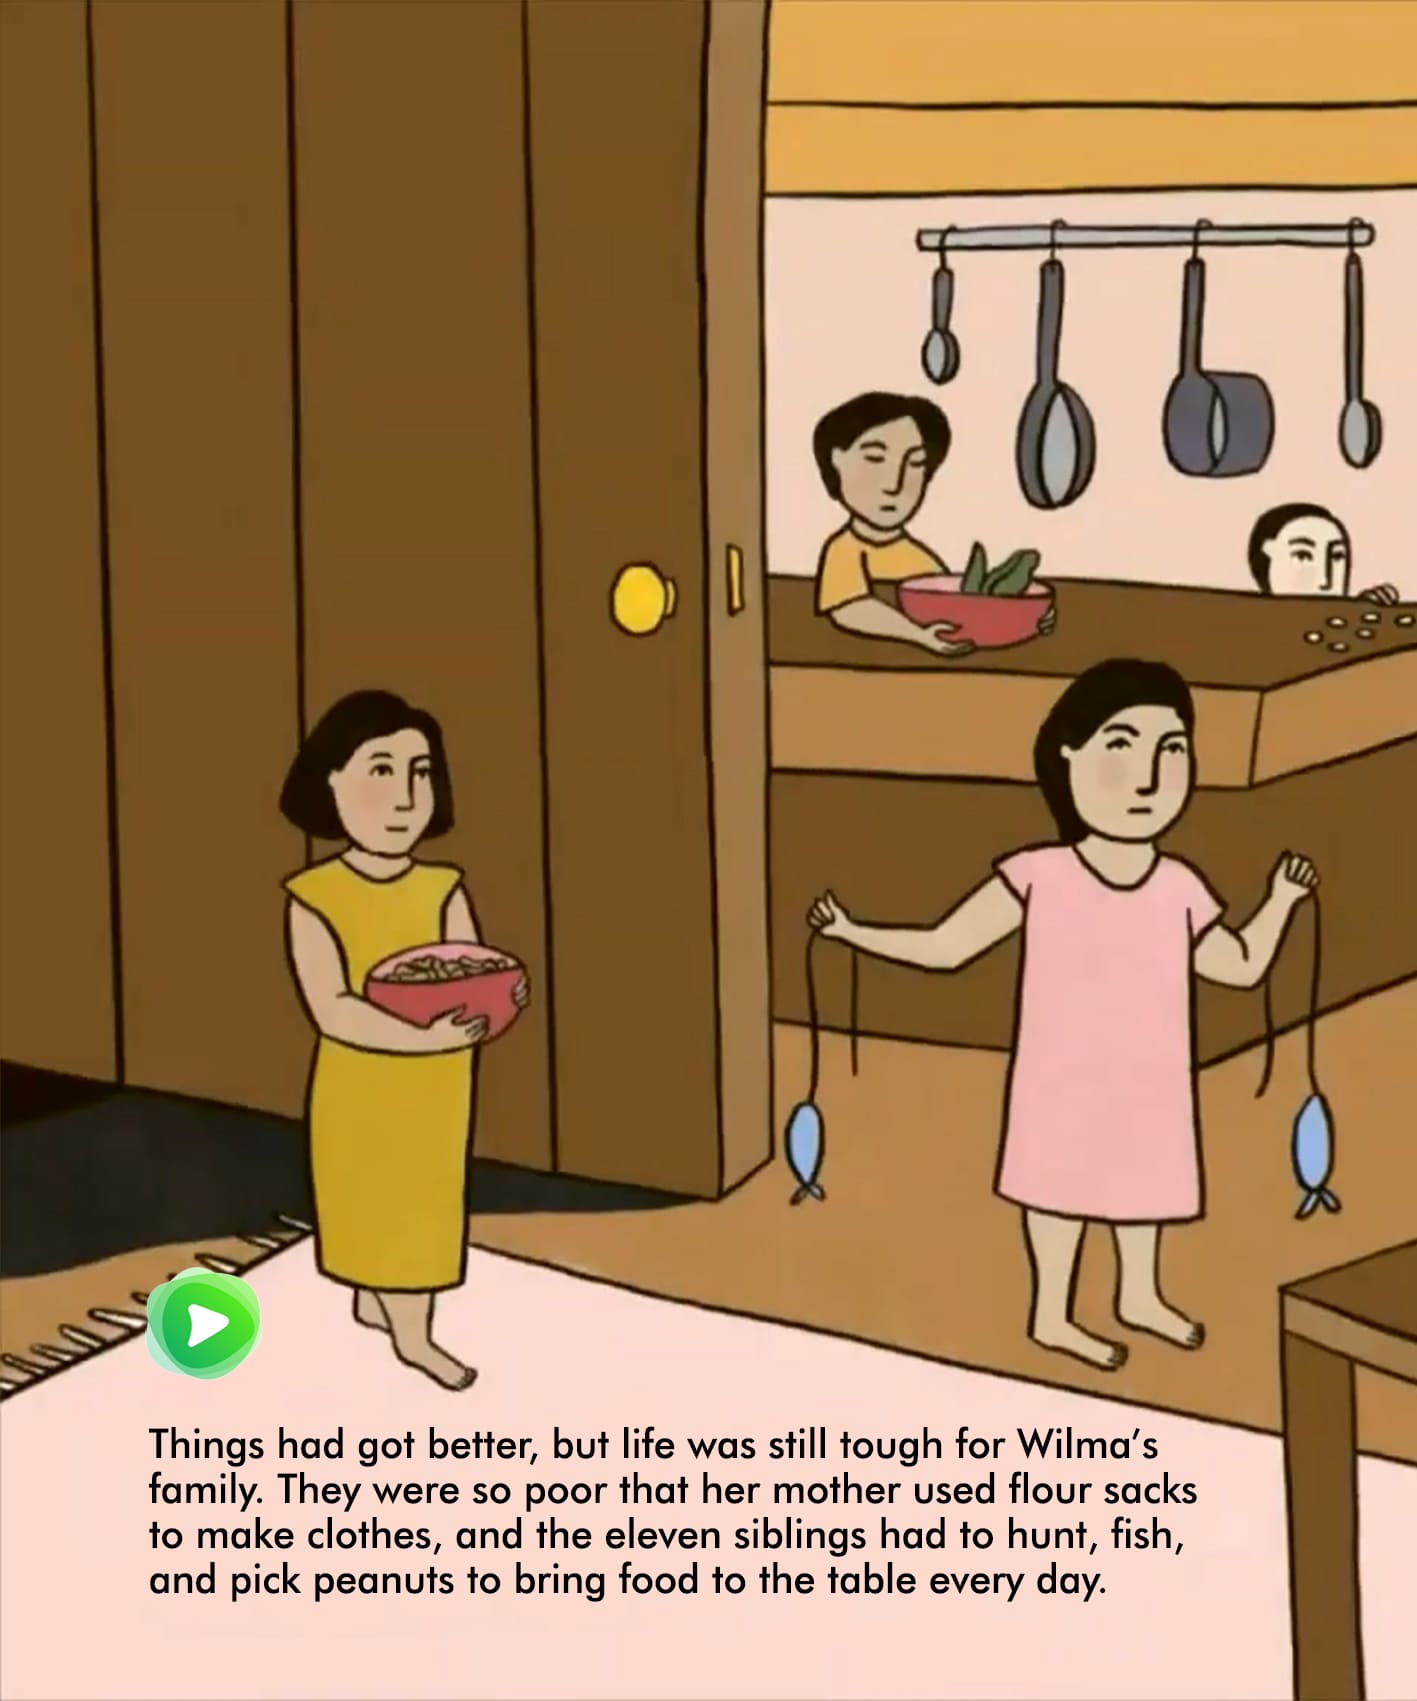 Things had got better, but life was still tough for Wilma’s
family. They were so poor that her mother used flour sacks
to make clothes, and the eleven siblings had to hunt, fish,
and pick peanuts to bring food to the table every day.